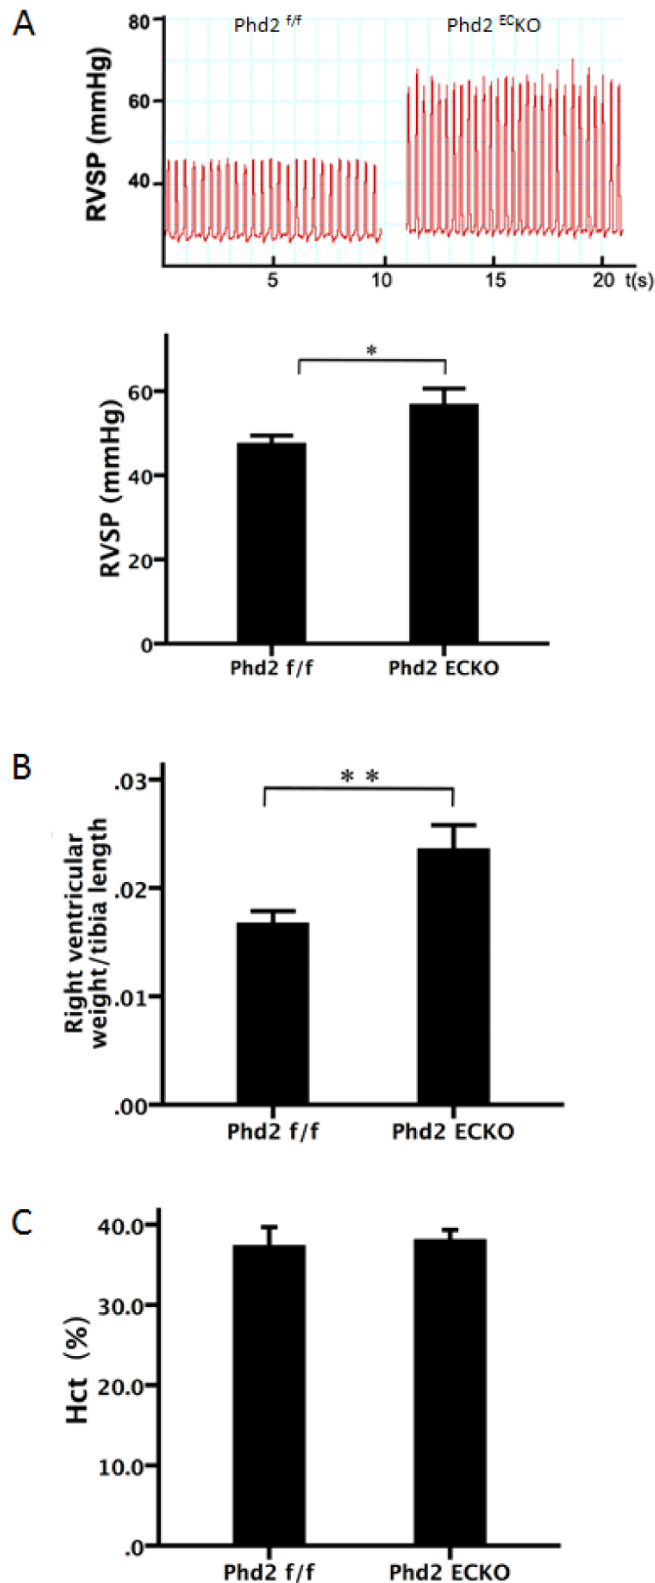 A
Phd2 f/f
Phd2 ECKO
80
60
40
RVSP (mmHg)
5
10
15
20
t(s)
*
60
40
20
0
RVSP (mmHg)
Phd2 f/f
Phd2 ECKO
B
* *
.03
.02
.01
.00
Right ventricular
weight/tibia length
Phd2 f/f
Phd2 ECKO
C
40.0
30.0
20.0
10.0
.0
Hct (%)
Phd2 f/f
Phd2 ECKO